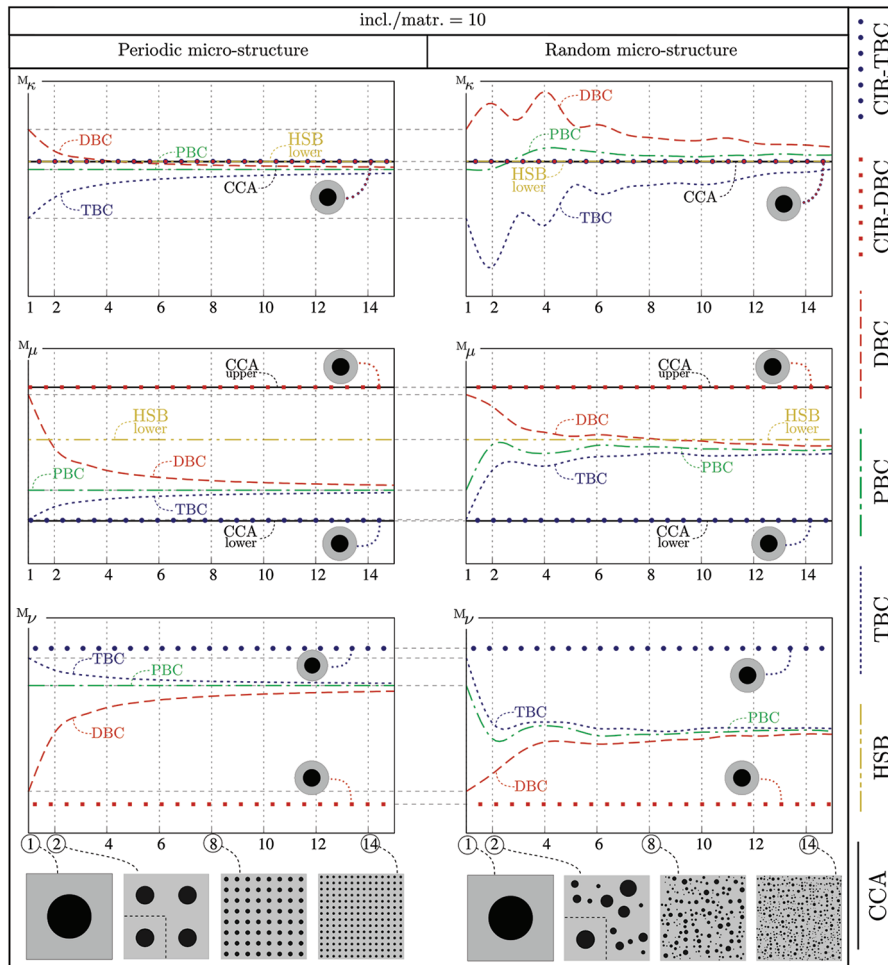 incl./matr. = 10
Periodic micro-structure
Random micro-structure
ᴹκ
DBC
PBC
HSB
lower
CCA
TBC
1 2 4 6 8 10 12 14
ᴹκ
DBC
PBC
HSB
lower
CCA
TBC
1 2 4 6 8 10 12 14
ᴹμ
CCA
upper
HSB
lower
DBC
PBC
TBC
CCA
lower
1 2 4 6 8 10 12 14
ᴹμ
CCA
upper
DBC
HSB
lower
PBC
TBC
CCA
lower
1 2 4 6 8 10 12 14
ᴹν
TBC
PBC
DBC
1 2 4 6 8 10 12 14
ᴹν
TBC
PBC
DBC
1 2 4 6 8 10 12 14
CIR-TBC
CIR-DBC
DBC
PBC
TBC
HSB
CCA